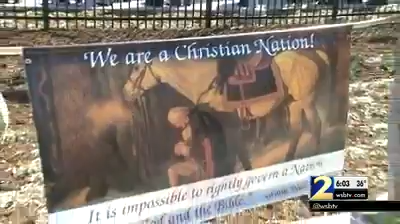 We are a Christian Nation!
It is impossible to rightly govern a Nation
God and the Bible
2 6:03 36°
wsbtv.com
@wsbtv